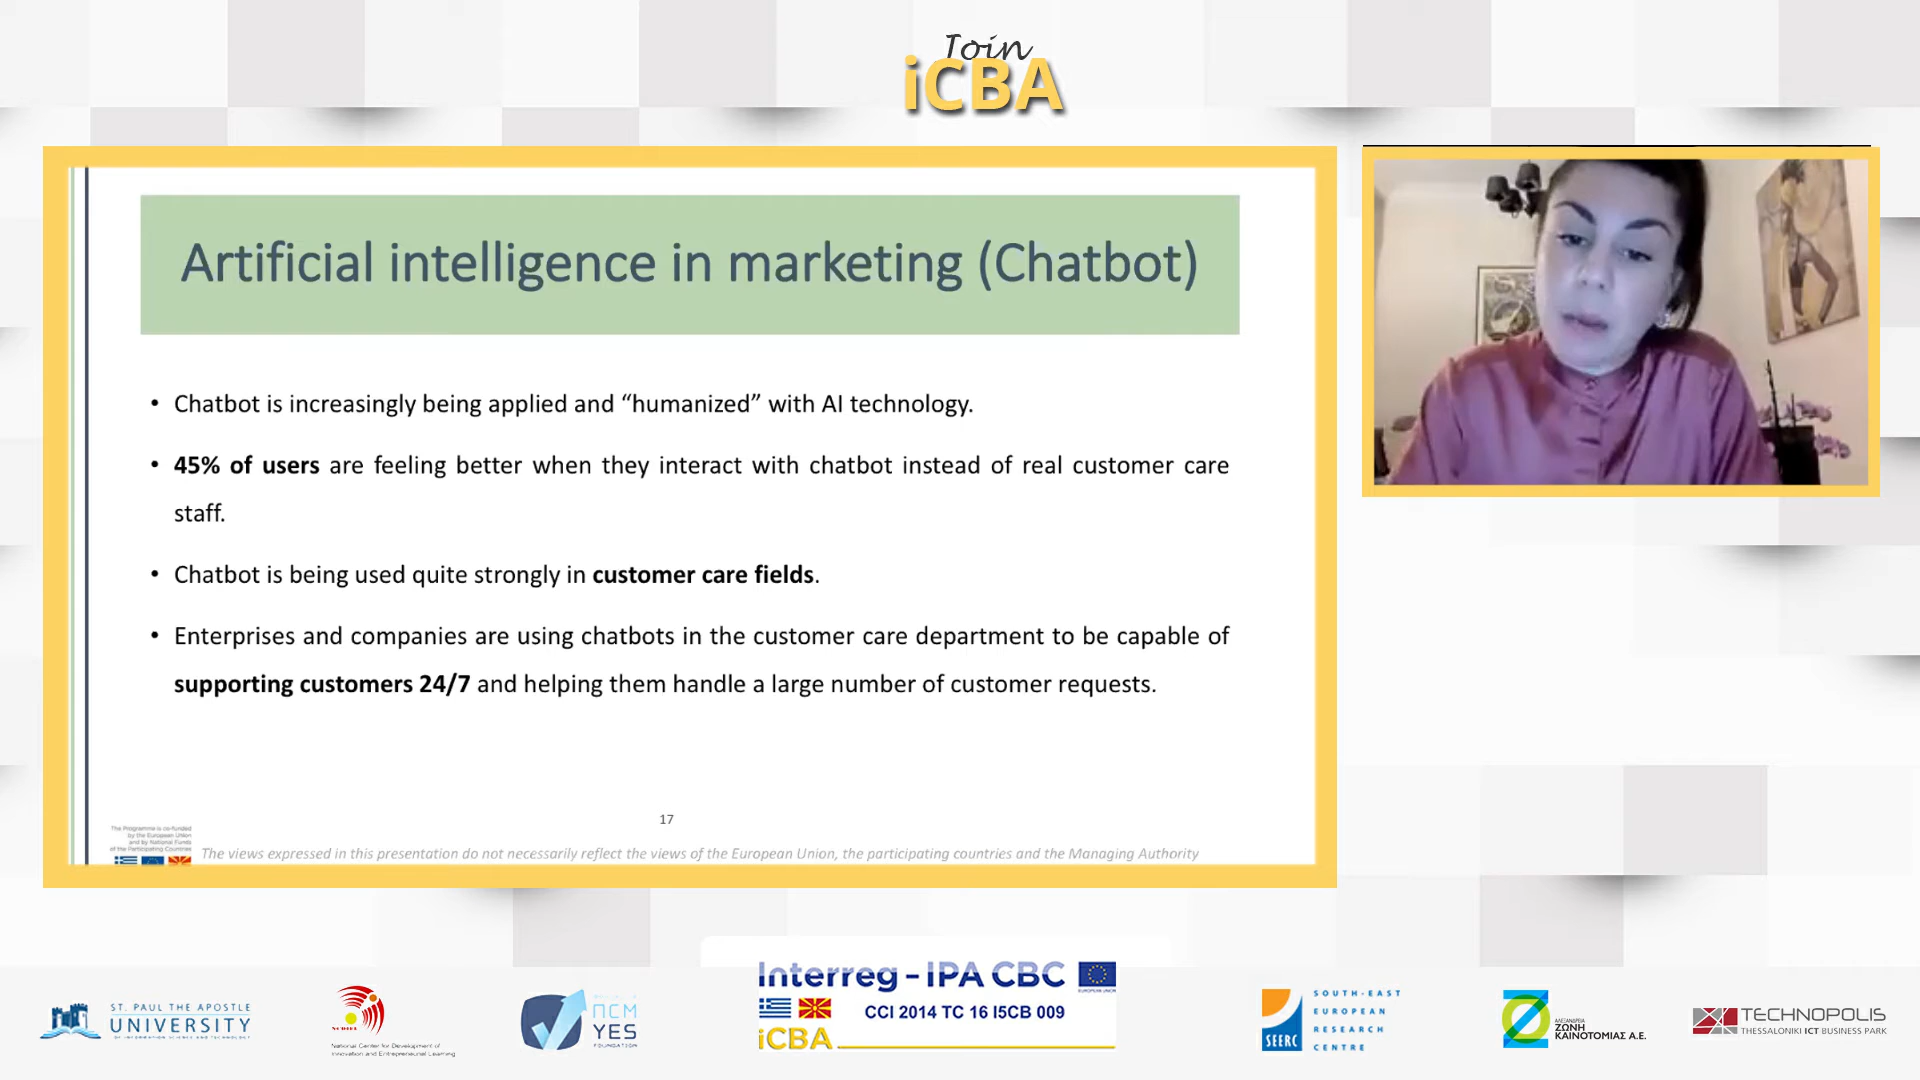 Join
iCBA
Artificial intelligence in marketing (Chatbot)
• Chatbot is increasingly being applied and “humanized” with AI technology.
• 45% of users are feeling better when they interact with chatbot instead of real customer care
staff.
• Chatbot is being used quite strongly in customer care fields.
• Enterprises and companies are using chatbots in the customer care department to be capable of
supporting customers 24/7 and helping them handle a large number of customer requests.
17
The Programme is co-funded
by the European Union
and by National Funds
of the Participating Countries
The views expressed in this presentation do not necessarily reflect the views of the European Union, the participating countries and the Managing Authority
ST. PAUL THE APOSTLE
UNIVERSITY
OF INFORMATION SCIENCE AND TECHNOLOGY
National Center for Development of
Innovation and Entrepreneurial Learning
ПСМ
YES
FOUNDATION
Interreg - IPA CBC
EUROPEAN UNION
CCI 2014 TC 16 I5CB 009
iCBA
SEERC
SOUTH-EAST
EUROPEAN
RESEARCH
CENTRE
ΑΛΕΞΑΝΔΡΕΙΑ
ΖΩΝΗ
ΚΑΙΝΟΤΟΜΙΑΣ Α.Ε.
TECHNOPOLIS
THESSALONIKI ICT BUSINESS PARK